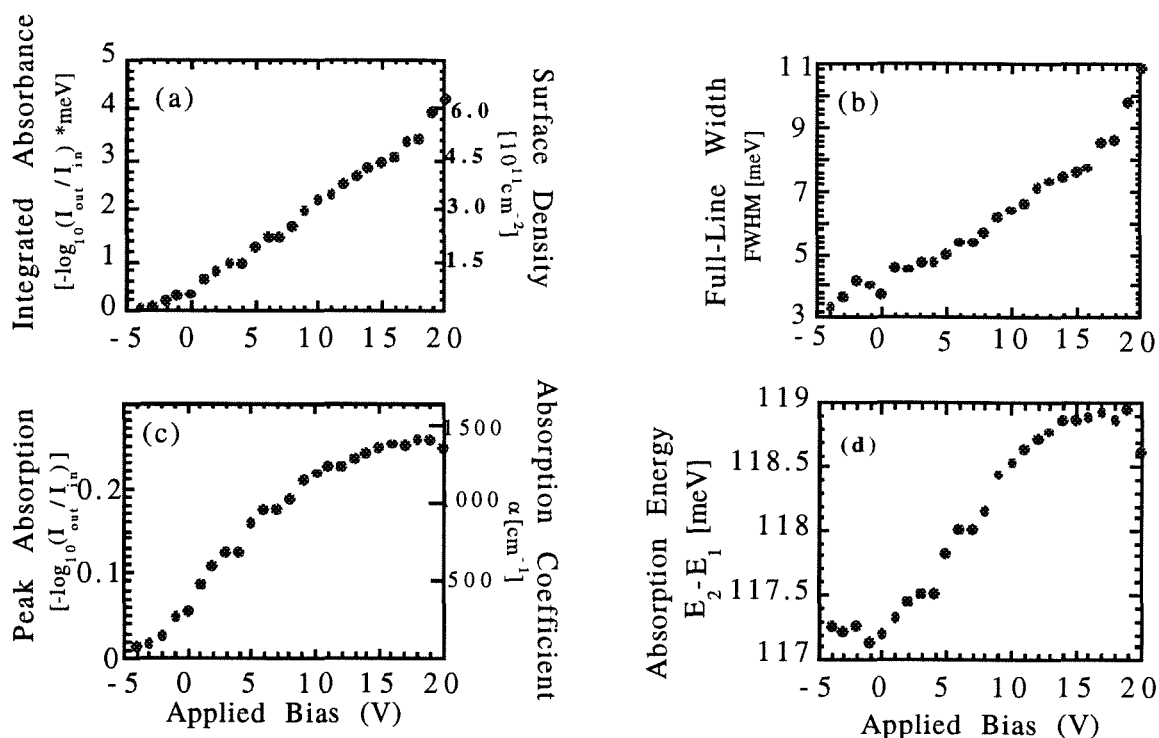 (a)
Integrated Absorbance
[-log10(Iout/Iin)*meV]
5
4
3
2
1
0
-5 0 5 10 15 20
Surface Density
[10^11 cm^-2]
6.0
4.5
3.0
1.5
(b)
Full-Line Width
FWHM [meV]
11
9
7
5
3
-5 0 5 10 15 20
(c)
Peak Absorption
[-log10(Iout/Iin)]
0.2
0.1
0
-5 0 5 10 15 20
Applied Bias (V)
Absorption Coefficient
α[cm^-1]
1500
000
500
(d)
Absorption Energy
E2-E1 [meV]
119
118.5
118
117.5
117
-5 0 5 10 15 20
Applied Bias (V)